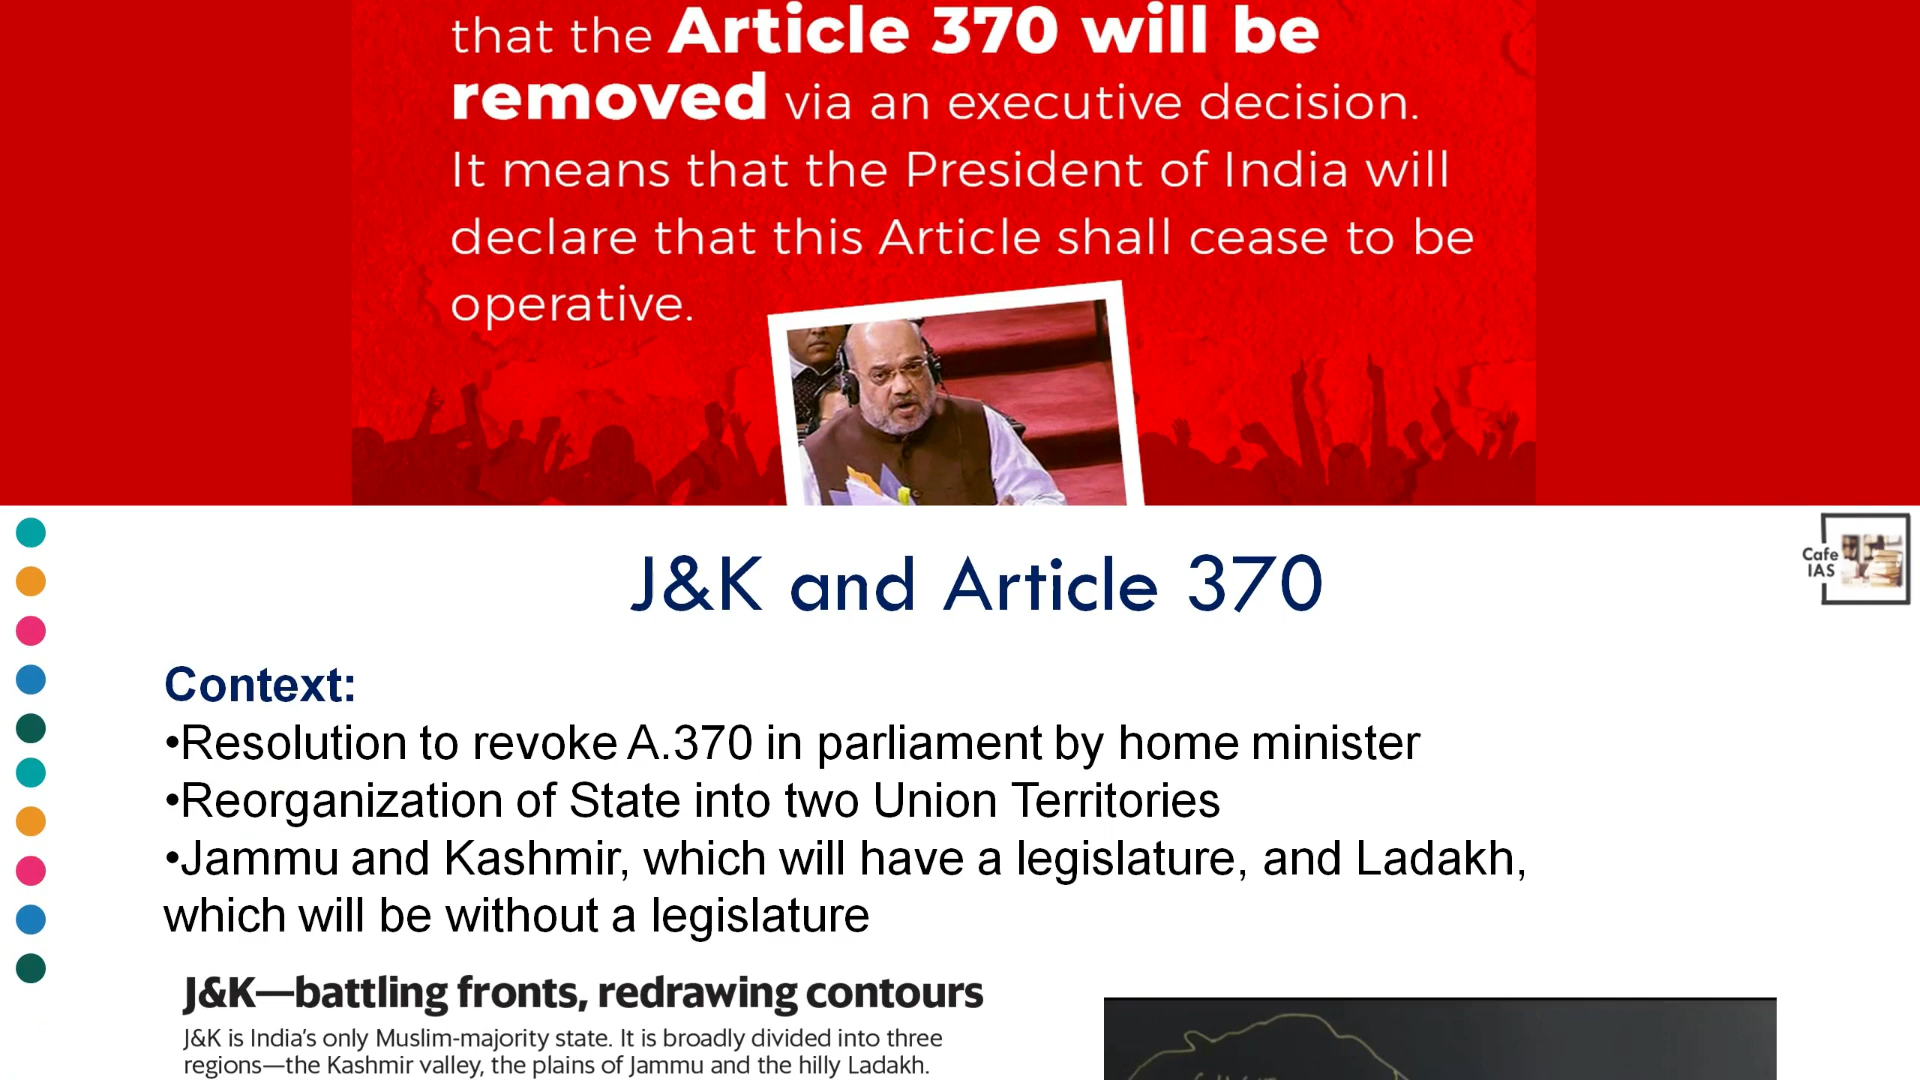 that the Article 370 will be
removed via an executive decision.
It means that the President of India will
declare that this Article shall cease to be
operative.
J&K and Article 370
Cafe
IAS
Context:
•Resolution to revoke A.370 in parliament by home minister
•Reorganization of State into two Union Territories
•Jammu and Kashmir, which will have a legislature, and Ladakh,
which will be without a legislature
J&K—battling fronts, redrawing contours
J&K is India's only Muslim-majority state. It is broadly divided into three
regions—the Kashmir valley, the plains of Jammu and the hilly Ladakh.